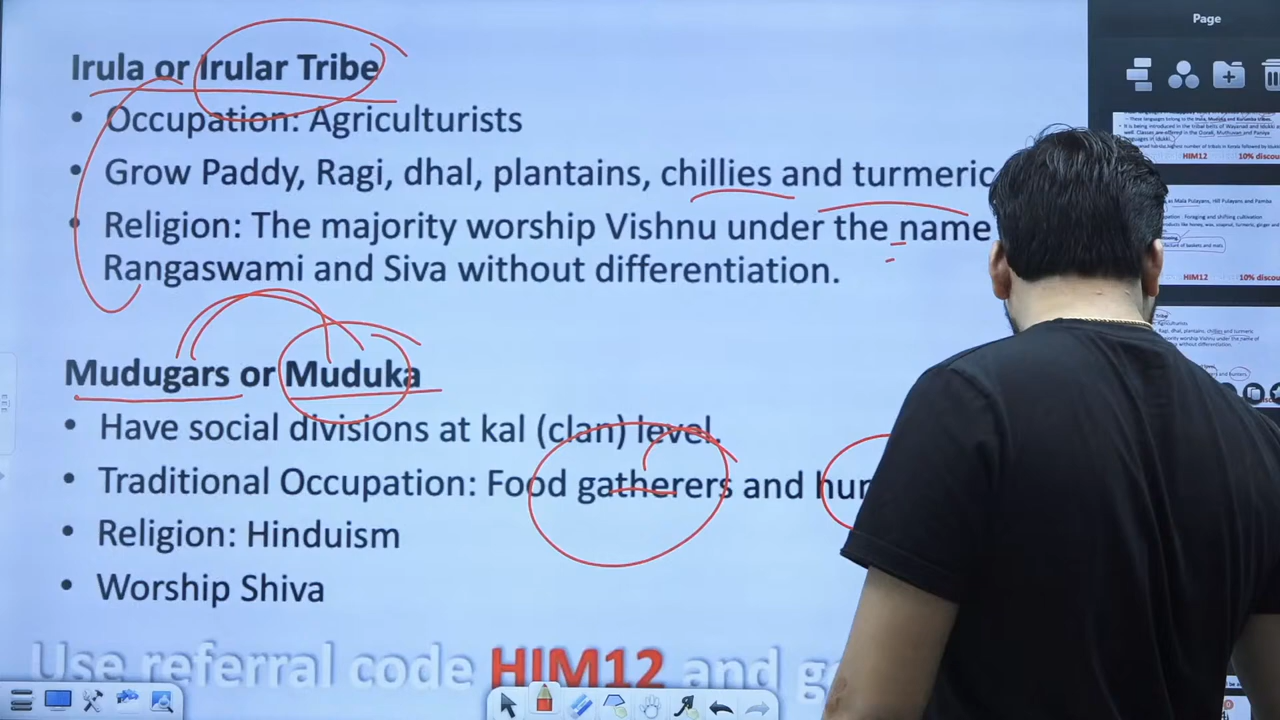 Page
Irula or Irular Tribe
• Occupation: Agriculturists
• Grow Paddy, Ragi, dhal, plantains, chillies and turmeric
• Religion: The majority worship Vishnu under the name
Rangaswami and Siva without differentiation.
Mudugars or Muduka
• Have social divisions at kal (clan) level.
• Traditional Occupation: Food gatherers and hun
• Religion: Hinduism
• Worship Shiva
Use referral code HIM12 and ge
HIM12 10% discou
HIM12 10% discou